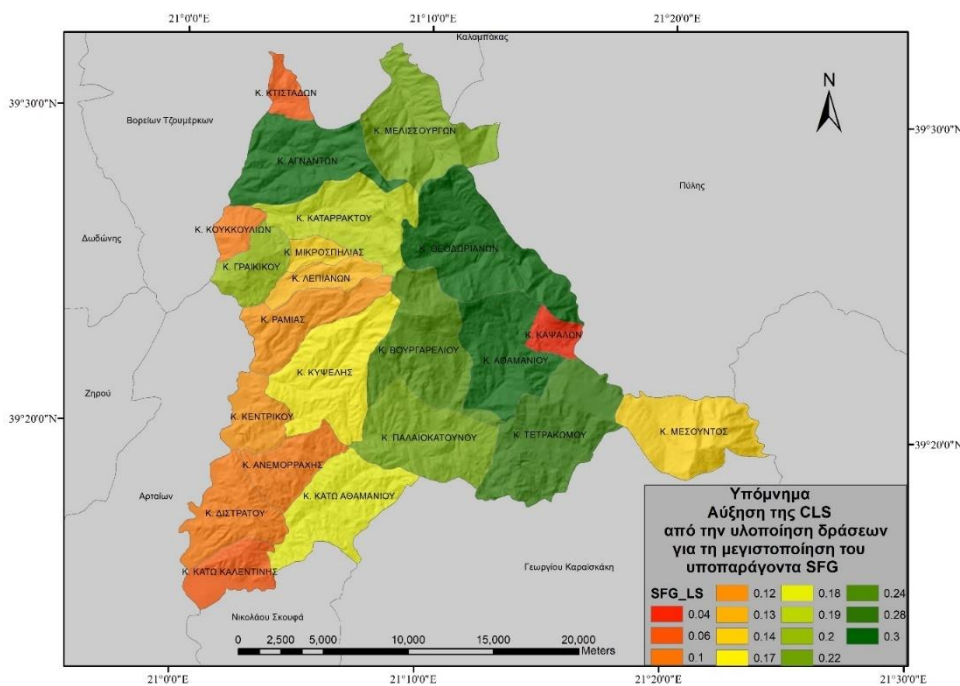 21°00'E 21°10'0"E 21°20'0"E
Καλαμπάκας
Κ. ΚΤΙΣΤΑΔΩΝ
N
39°30'0"N
39°30'0"N
Βορείων Τζουμέρκων
Κ. ΜΕΛΙΣΣΟΥΡΓΩΝ
Κ. ΑΓΝΑΝΤΩΝ
Πύλης
Κ. ΚΑΤΑΡΡΑΚΤΟΥ
Κ. ΚΟΥΚΚΟΥΛΙΩΝ
Δωδώνης
Κ. ΘΕΟΔΩΡΙΑΝΩΝ
Κ. ΜΙΚΡΟΣΠΗΛΙΑΣ
Κ. ΓΡΑΙΚΙΚΟΥ
Κ. ΛΕΠΙΑΝΩΝ
Κ. ΡΑΜΙΑΣ
Κ. ΚΑΨΑΛΩΝ
Κ. ΒΟΥΡΓΑΡΕΛΙΟΥ
Κ. ΑΘΑΜΑΝΙΟΥ
Κ. ΚΥΨΕΛΗΣ
Ζηρού
39°20'0"N
Κ. ΚΕΝΤΡΙΚΟΥ
Κ. ΜΕΣΟΥΝΤΟΣ
Κ. ΠΑΛΑΙΟΚΑΤΟΥΝΟΥ
Κ. ΤΕΤΡΑΚΩΜΟΥ
39°20'0"N
Κ. ΑΝΕΜΟΡΡΑΧΗΣ
Αρταίων
Κ. ΚΑΤΩ ΑΘΑΜΑΝΙΟΥ
Κ. ΔΙΣΤΡΑΤΟΥ
Γεωργίου Καραϊσκάκη
Κ. ΚΑΤΩ ΚΑΛΕΝΤΙΝΗΣ
Νικολάου Σκουφά
0 2,500 5,000 10,000 15,000 20,000
Meters
Υπόμνημα
Αύξηση της CLS
από την υλοποίηση δράσεων
για τη μεγιστοποίηση του
υποπαράγοντα SFG
SFG_LS
0.04
0.06
0.1
0.12
0.13
0.14
0.17
0.18
0.19
0.2
0.22
0.24
0.28
0.3
21°00'E 21°10'0"E 21°20'0"E 21°30'0"E